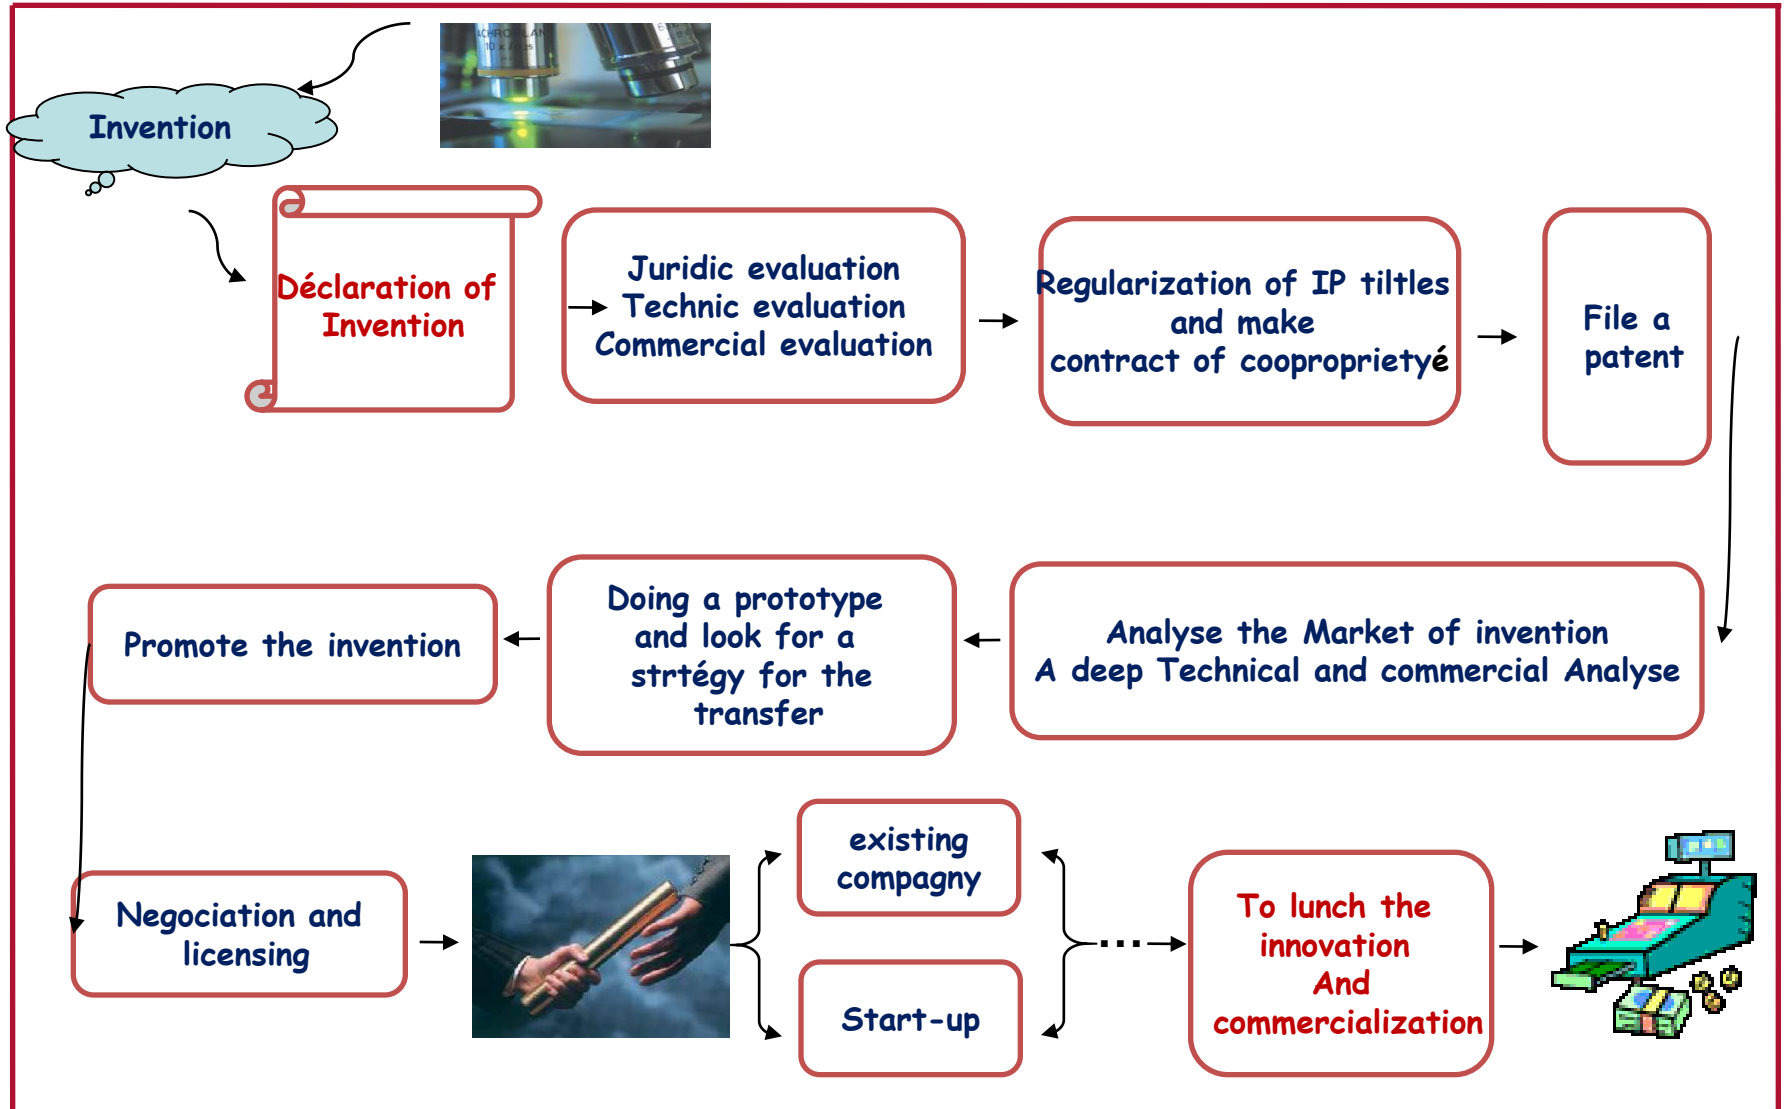 Invention
Déclaration of
Invention
Juridic evaluation
Technic evaluation
Commercial evaluation
Regularization of IP tiltles
and make
contract of coopropriety é
File a
patent
Analyse the Market of invention
A deep Technical and commercial Analyse
Doing a prototype
and look for a
strtégy for the
transfer
Promote the invention
Negociation and
licensing
existing
compagny
Start-up
...
To lunch the
innovation
And
commercialization